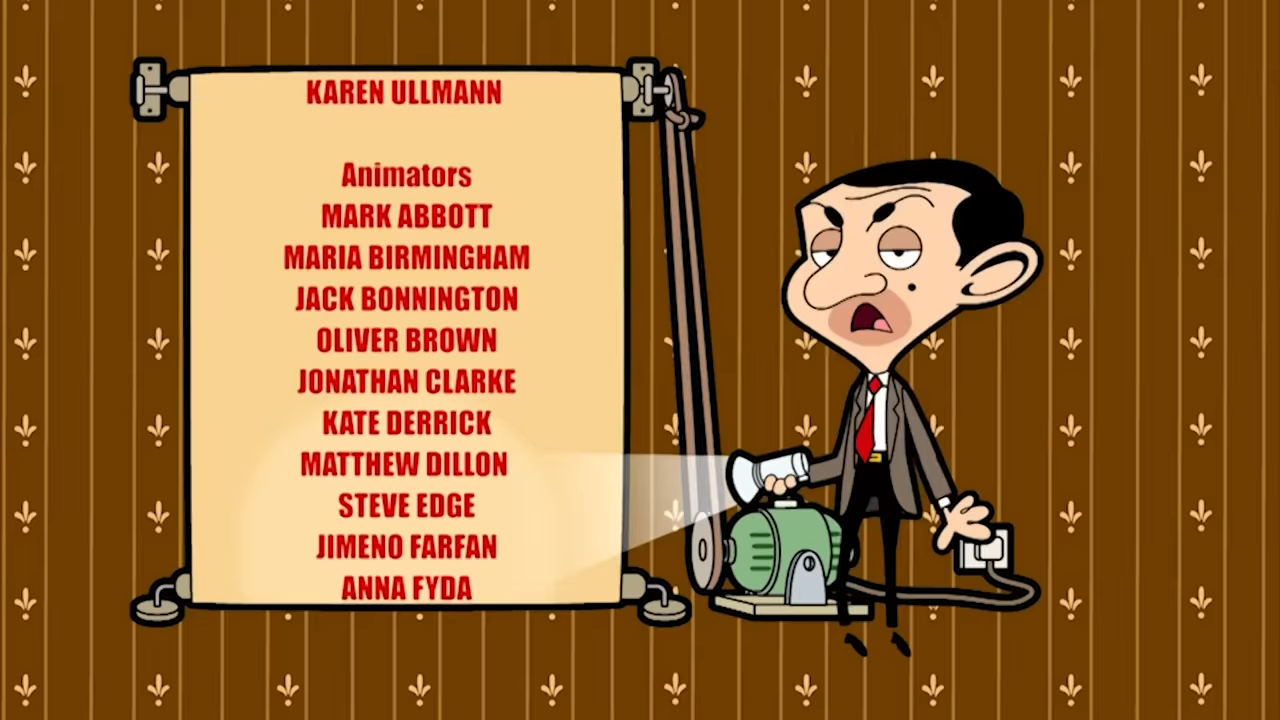 KAREN ULLMANN
Animators
MARK ABBOTT
MARIA BIRMINGHAM
JACK BONNINGTON
OLIVER BROWN
JONATHAN CLARKE
KATE DERRICK
MATTHEW DILLON
STEVE EDGE
JIMENO FARFAN
ANNA FYDA